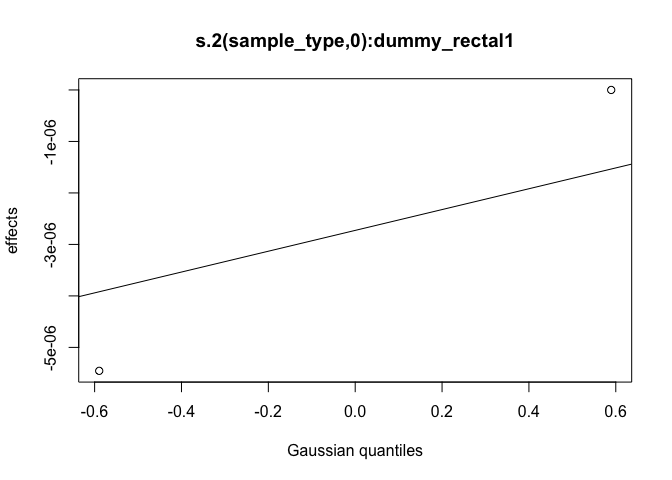 s.2(sample_type,0):dummy_rectal1
effects
-1e-06
-3e-06
-5e-06
-0.6 -0.4 -0.2 0.0 0.2 0.4 0.6
Gaussian quantiles